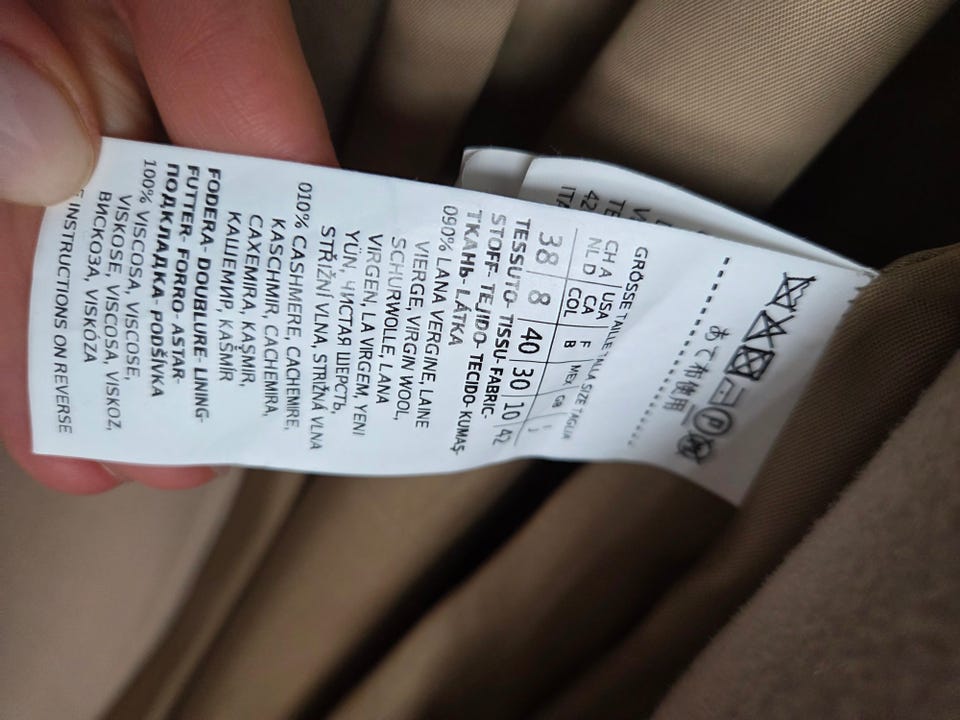 あて布使用
GRÖSSE TAILLE TALLA SIZE TAGLIA
CH A USA F MEX GB
NL D CA B
COL
38 8 40 30 10 42
TESSUTO- TISSU- FABRIC-
STOFF- TEJIDO- TECIDO- KUMAŞ-
ТКАНЬ- LÁTKA
090% LANA VERGINE, LAINE
VIERGE, VIRGIN WOOL,
SCHURWOLLE, LANA
VIRGEN, LA VIRGEM, YENI
YÜN, ЧИСТАЯ ШЕРСТЬ,
STŘIŽNÍ VLNA, STRIŽNÁ VLNA
010% CASHMERE, CACHEMIRE,
KASCHMIR, CACHEMIRA,
CAXEMIRA, KAŞMIR,
КАШЕМИР, KAŠMÍR
FODERA- DOUBLURE- LINING-
FUTTER- FORRO- ASTAR-
ПОДКЛАДКА- PODŠÍVKA
100% VISCOSA, VISCOSE,
VISKOSE, VISCOSA, VISKOZ,
ВИСКОЗА, VISKÓZA
INSTRUCTIONS ON REVERSE
42